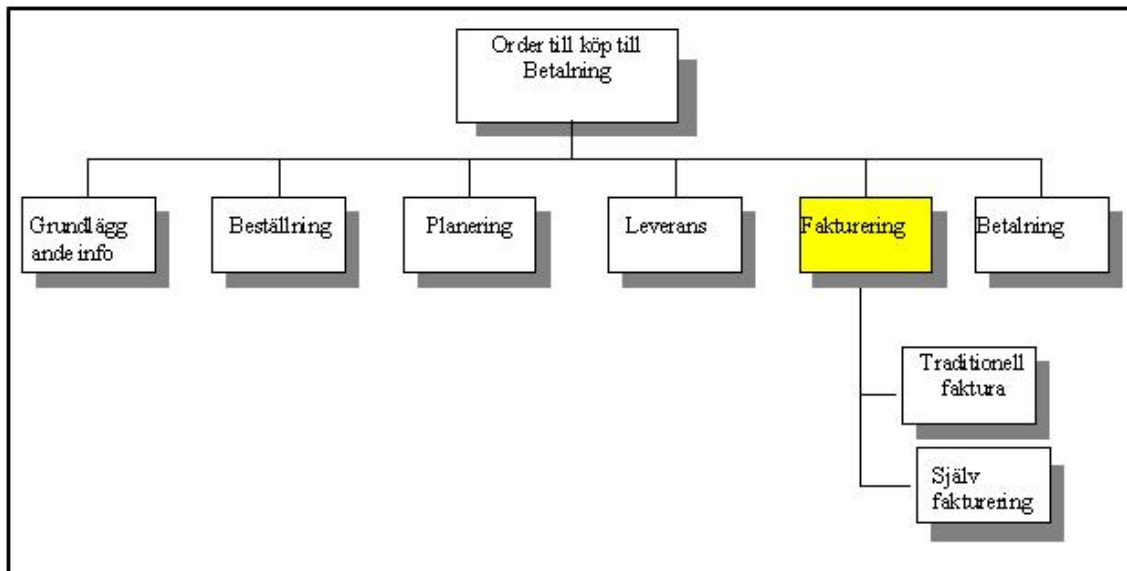 Order till köp till
Betalning
Grundlägg
ande info
Beställning
Planering
Leverans
Fakturering
Betalning
Traditionell
faktura
Själv
fakturering